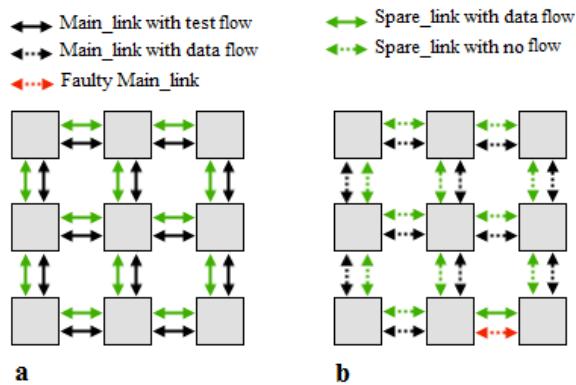 Main_link with test flow
Spare_link with data flow
Main_link with data flow
Spare_link with no flow
Faulty Main_link
a
b